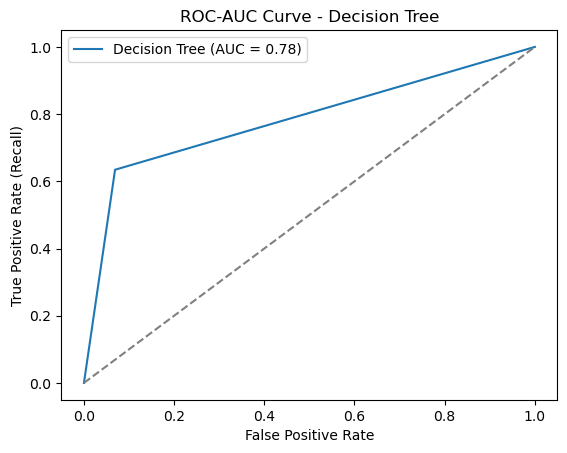 ROC-AUC Curve - Decision Tree
Decision Tree (AUC = 0.78)
True Positive Rate (Recall)
1.0
0.8
0.6
0.4
0.2
0.0
0.0 0.2 0.4 0.6 0.8 1.0
False Positive Rate